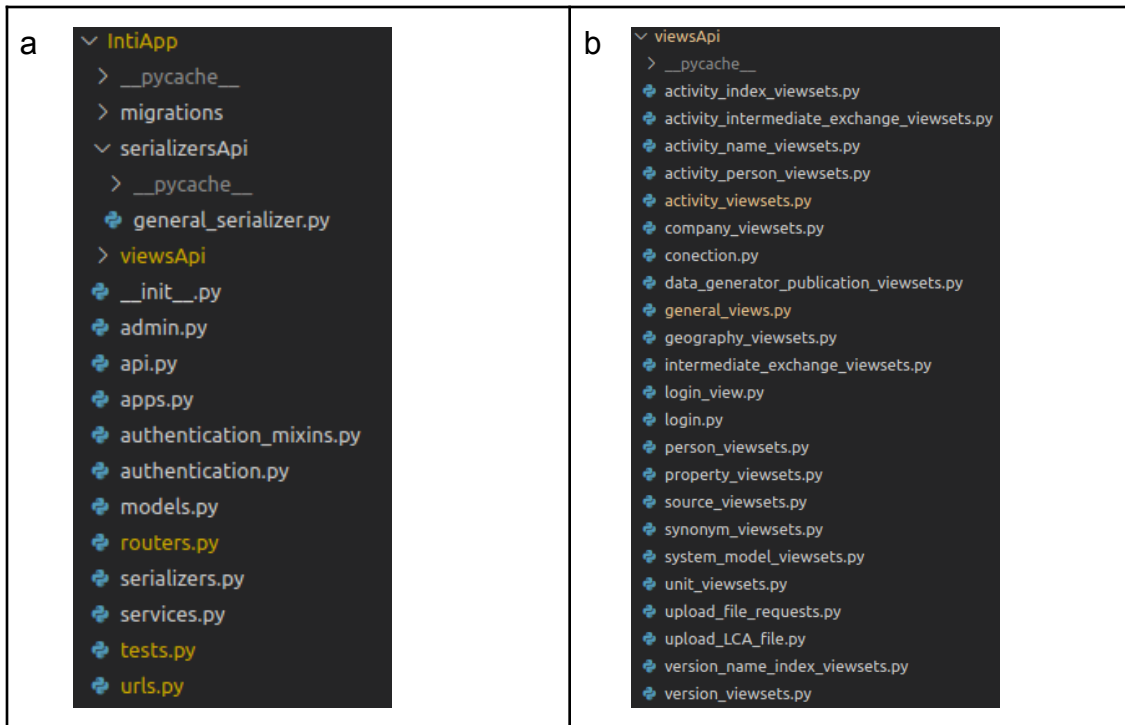 a
IntiApp
__pycache__
migrations
serializersApi
__pycache__
general_serializer.py
viewsApi
__init__.py
admin.py
api.py
apps.py
authentication_mixins.py
authentication.py
models.py
routers.py
serializers.py
services.py
tests.py
urls.py
b
viewsApi
__pycache__
activity_index_viewsets.py
activity_intermediate_exchange_viewsets.py
activity_name_viewsets.py
activity_person_viewsets.py
activity_viewsets.py
company_viewsets.py
conection.py
data_generator_publication_viewsets.py
general_views.py
geography_viewsets.py
intermediate_exchange_viewsets.py
login_view.py
login.py
person_viewsets.py
property_viewsets.py
source_viewsets.py
synonym_viewsets.py
system_model_viewsets.py
unit_viewsets.py
upload_file_requests.py
upload_LCA_file.py
version_name_index_viewsets.py
version_viewsets.py